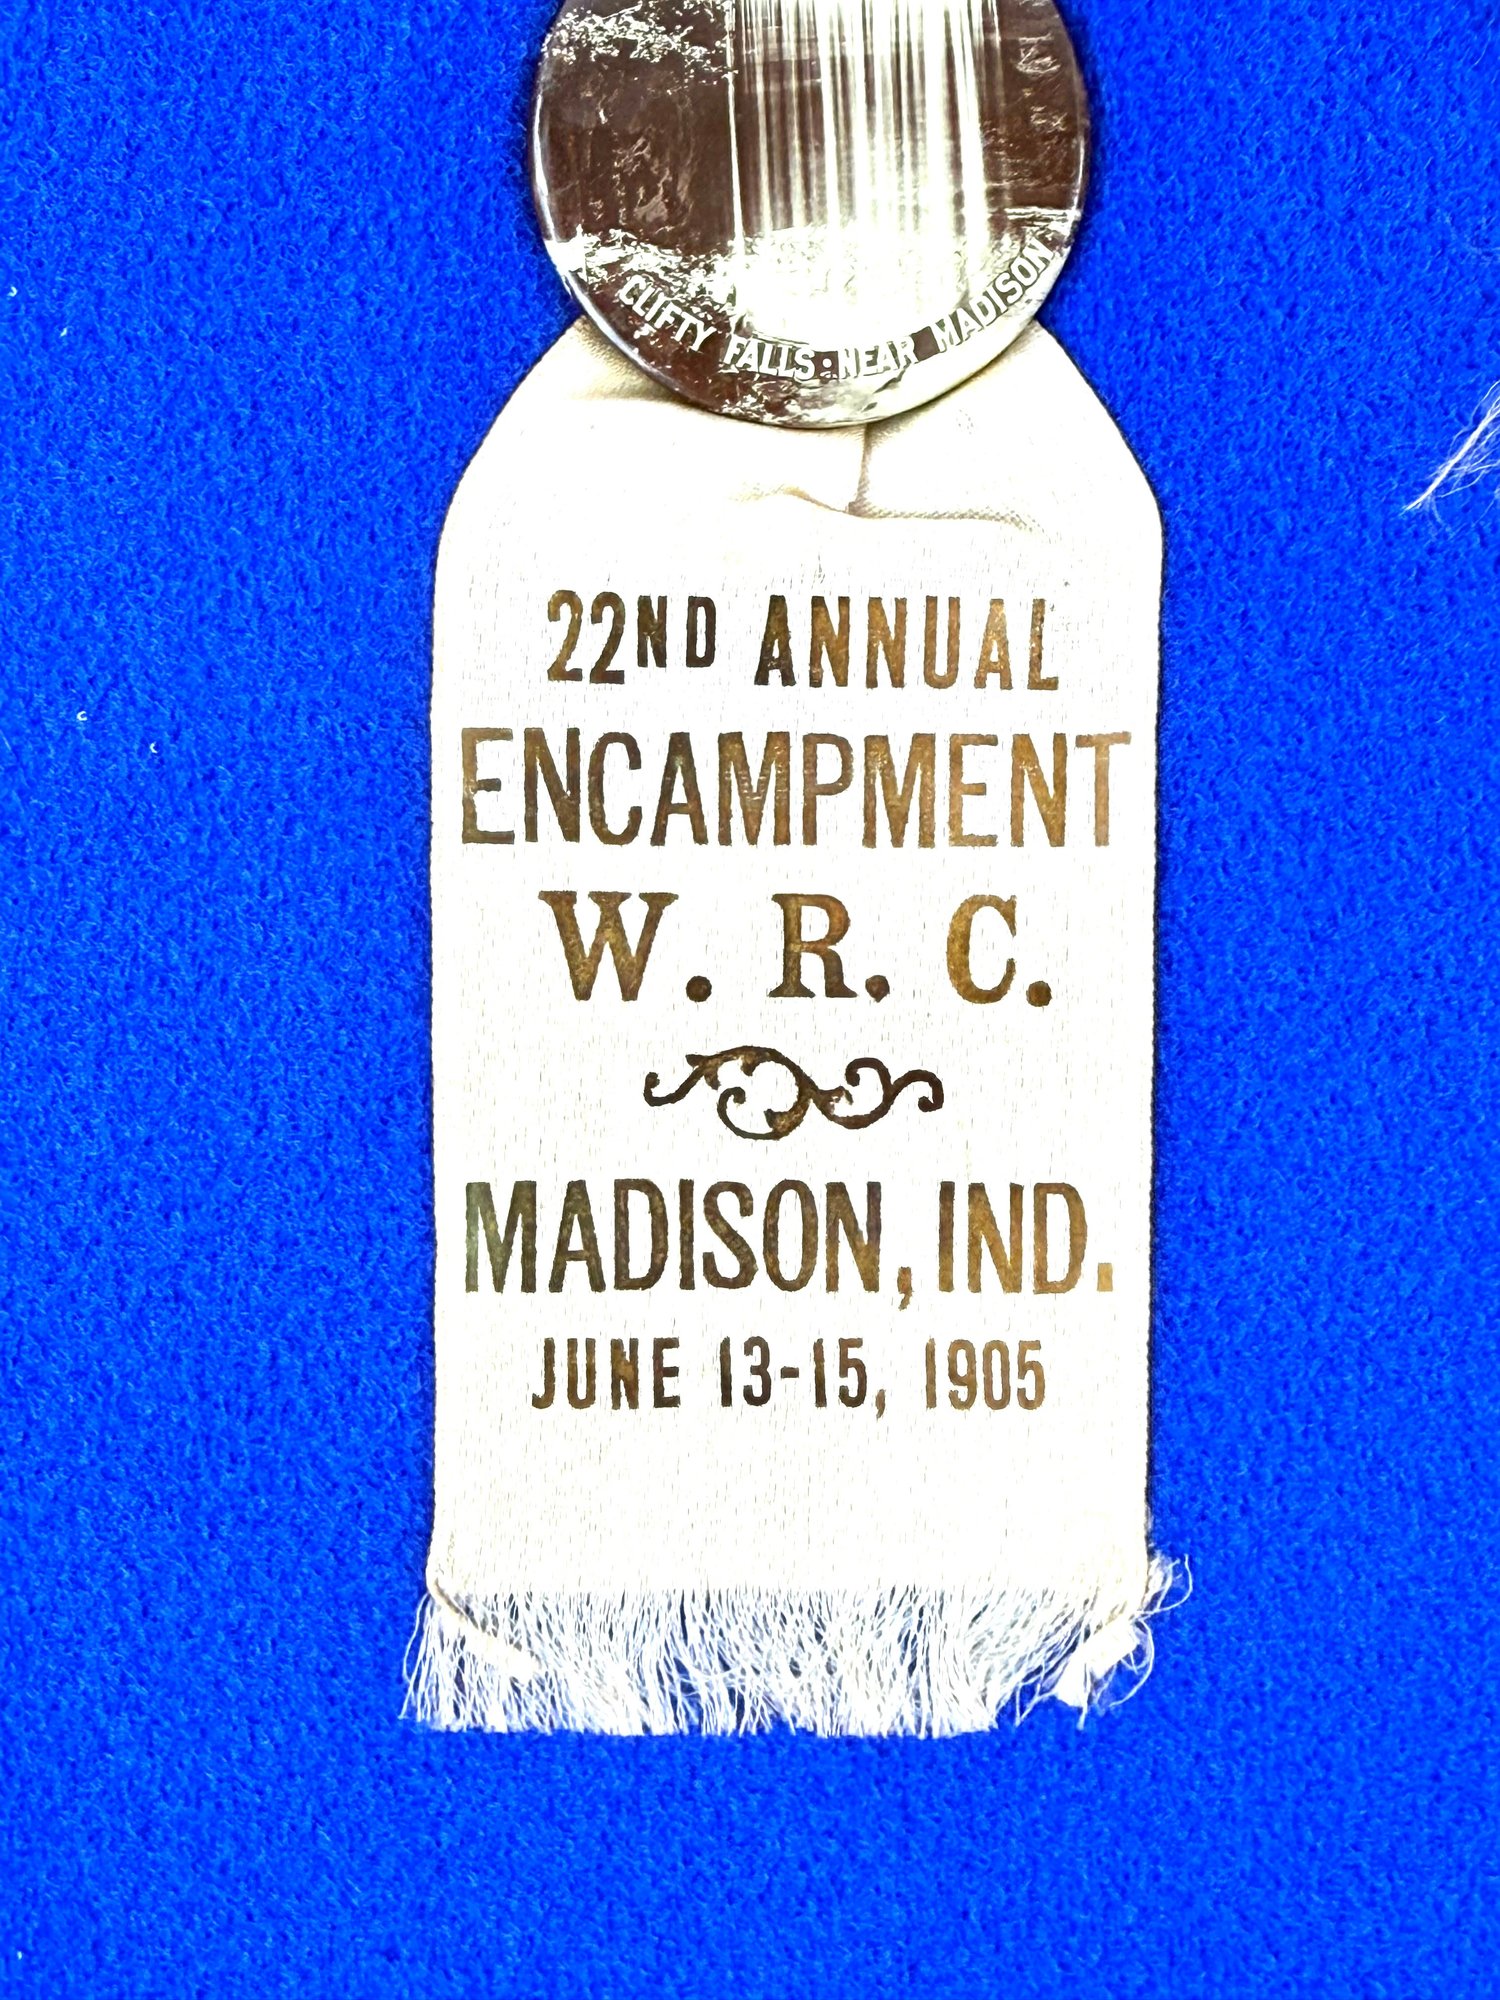 CLIFTY FALLS · NEAR MADISON
22ND ANNUAL
ENCAMPMENT
W. R. C.
MADISON, IND.
JUNE 13-15, 1905